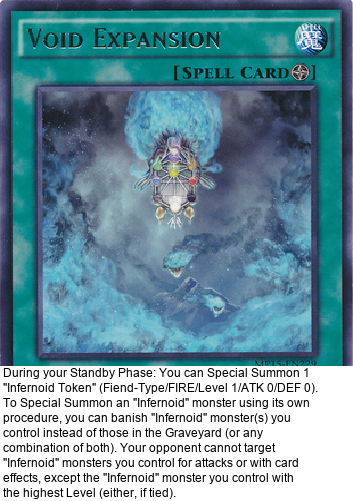 Void Expansion
[Spell Card]
MP15-EN229
During your Standby Phase: You can Special Summon 1
"Infernoid Token" (Fiend-Type/FIRE/Level 1/ATK 0/DEF 0).
To Special Summon an "Infernoid" monster using its own
procedure, you can banish "Infernoid" monster(s) you
control instead of those in the Graveyard (or any
combination of both). Your opponent cannot target
"Infernoid" monsters you control for attacks or with card
effects, except the "Infernoid" monster you control with
the highest Level (either, if tied).